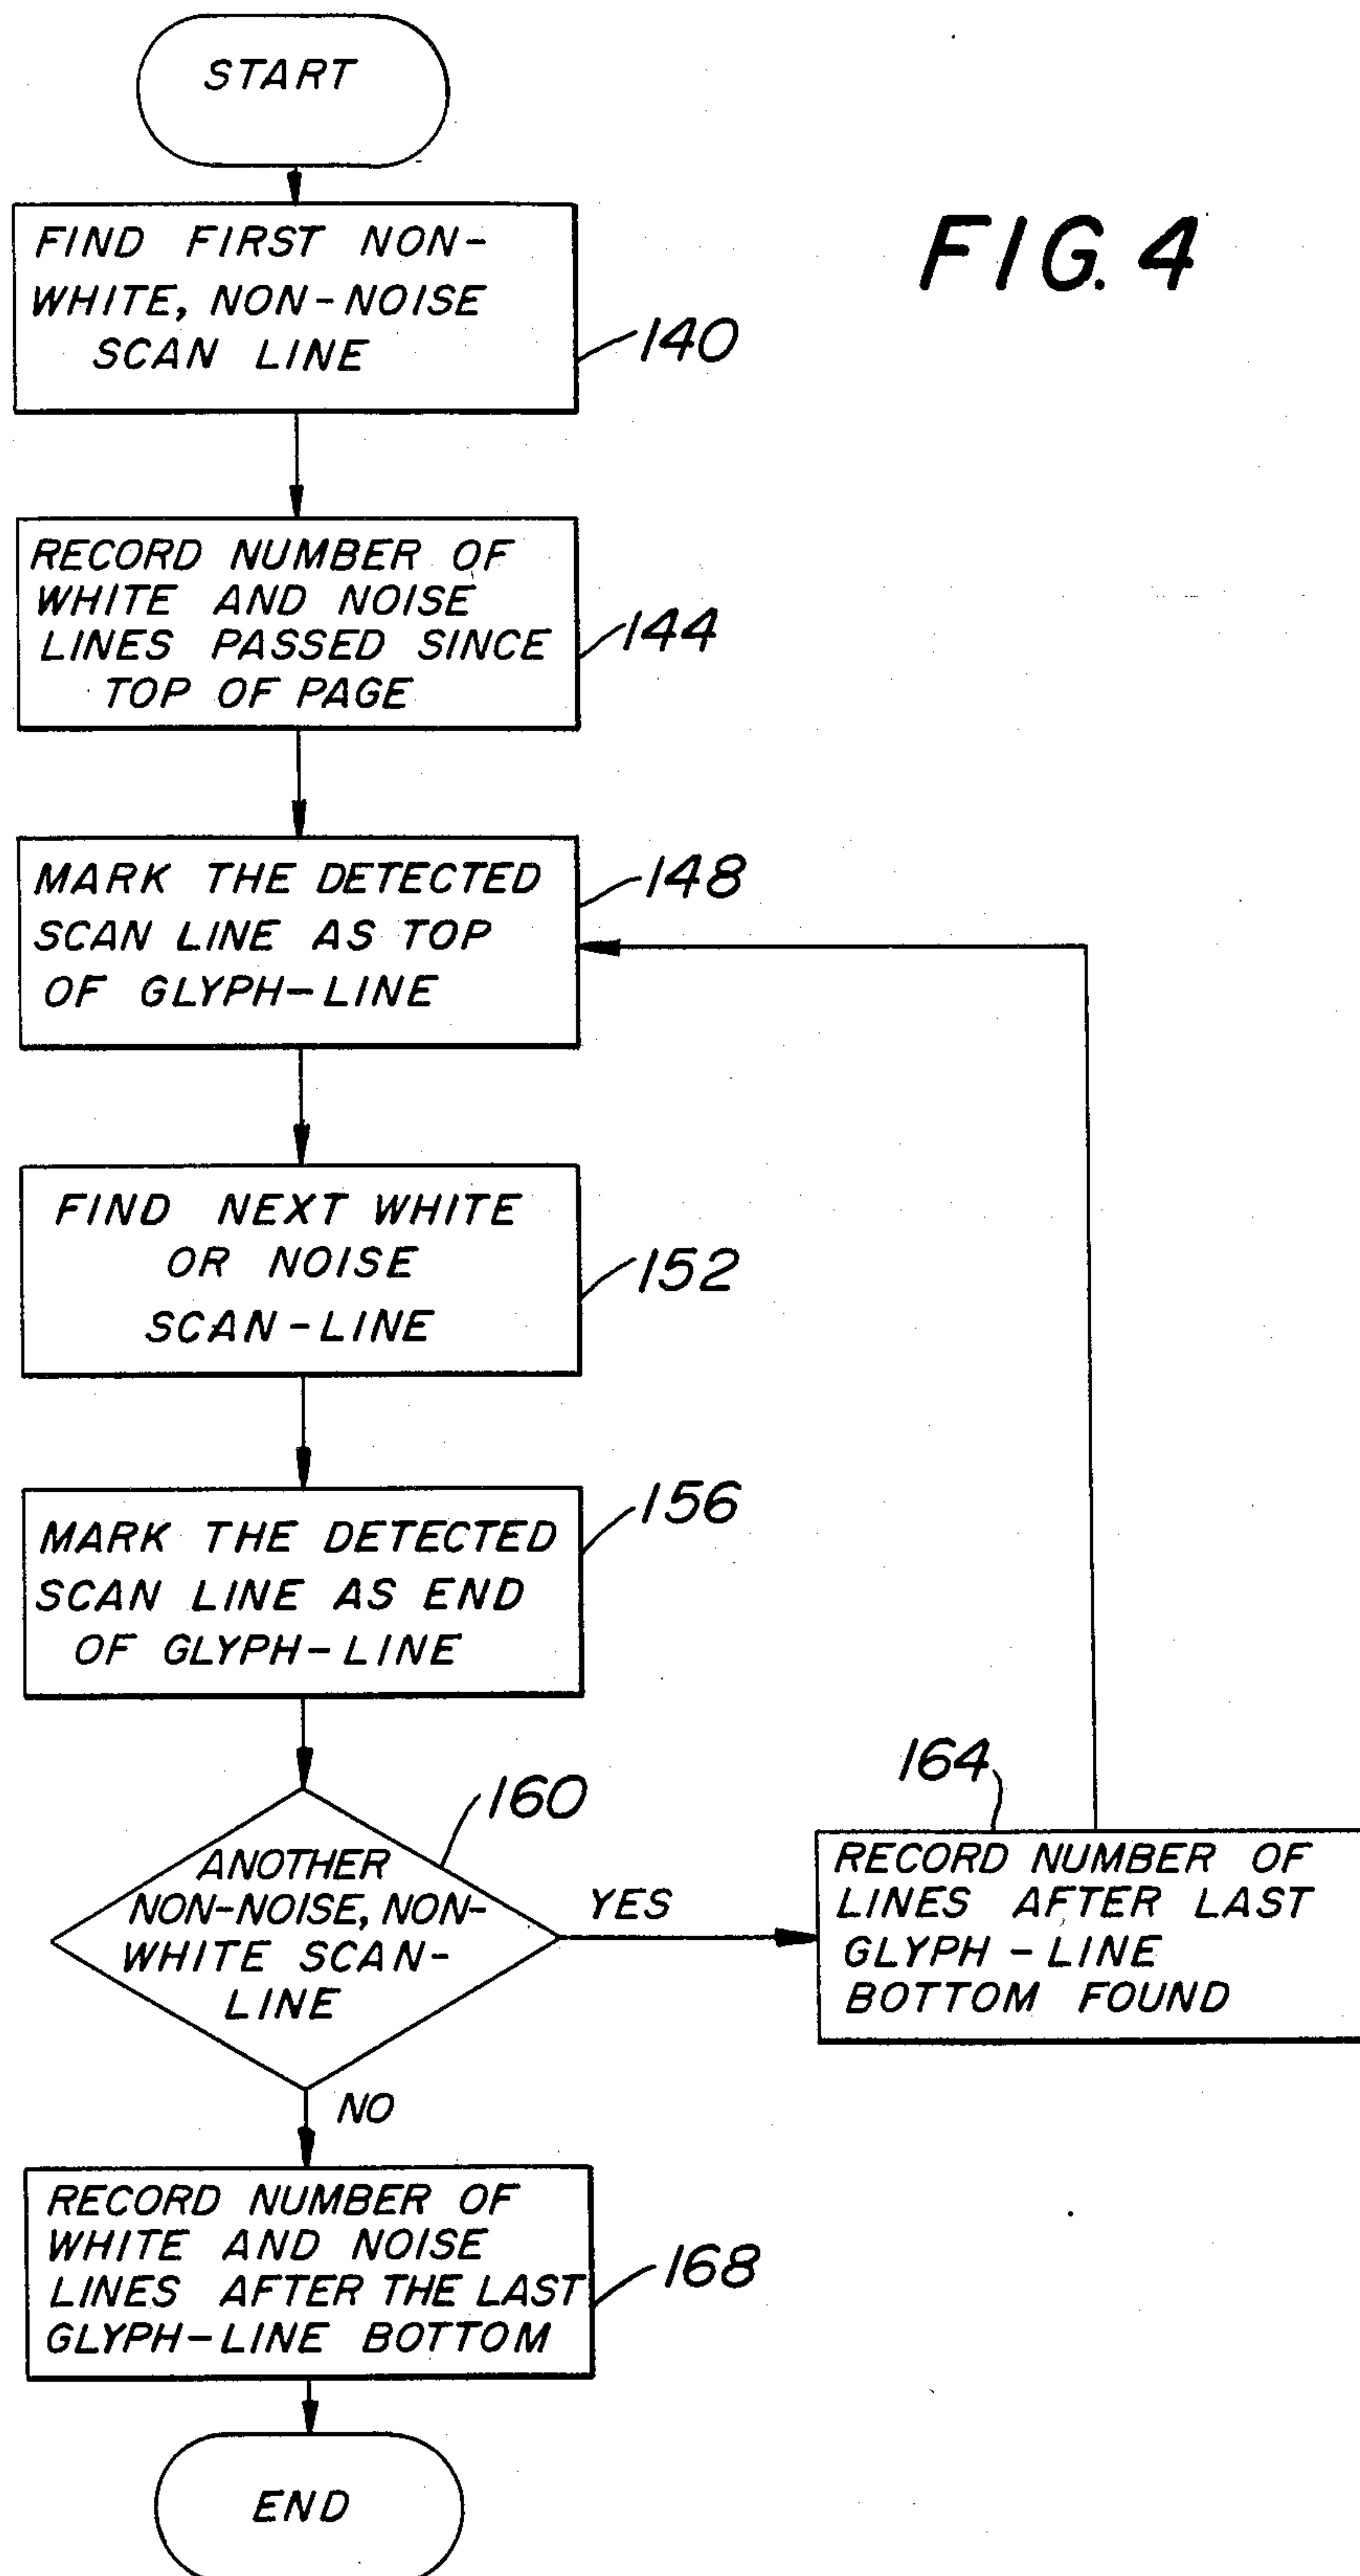 START
FIG. 4
FIND FIRST NON-
WHITE, NON-NOISE
SCAN LINE
140
RECORD NUMBER OF
WHITE AND NOISE
LINES PASSED SINCE
TOP OF PAGE
144
MARK THE DETECTED
SCAN LINE AS TOP
OF GLYPH-LINE
148
FIND NEXT WHITE
OR NOISE
SCAN-LINE
152
MARK THE DETECTED
SCAN LINE AS END
OF GLYPH-LINE
156
ANOTHER
NON-NOISE, NON-
WHITE SCAN-
LINE
160
YES
164
RECORD NUMBER OF
LINES AFTER LAST
GLYPH-LINE
BOTTOM FOUND
NO
RECORD NUMBER OF
WHITE AND NOISE
LINES AFTER THE LAST
GLYPH-LINE BOTTOM
168
END